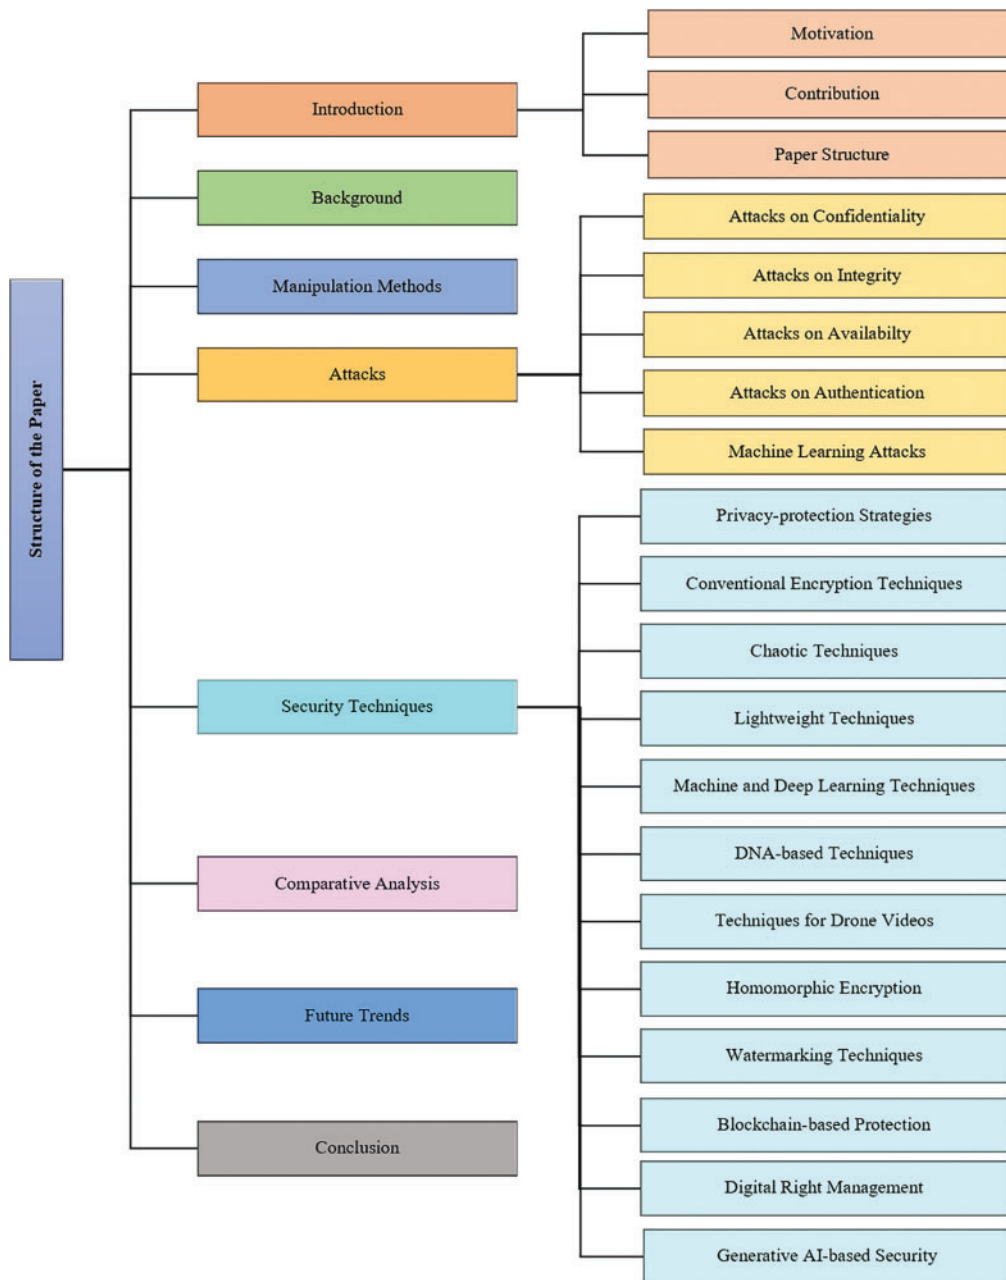 Structure of the Paper
Introduction
Motivation
Contribution
Paper Structure
Background
Manipulation Methods
Attacks
Attacks on Confidentiality
Attacks on Integrity
Attacks on Availabilty
Attacks on Authentication
Machine Learning Attacks
Security Techniques
Privacy-protection Strategies
Conventional Encryption Techniques
Chaotic Techniques
Lightweight Techniques
Machine and Deep Learning Techniques
DNA-based Techniques
Techniques for Drone Videos
Homomorphic Encryption
Watermarking Techniques
Blockchain-based Protection
Digital Right Management
Generative AI-based Security
Comparative Analysis
Future Trends
Conclusion